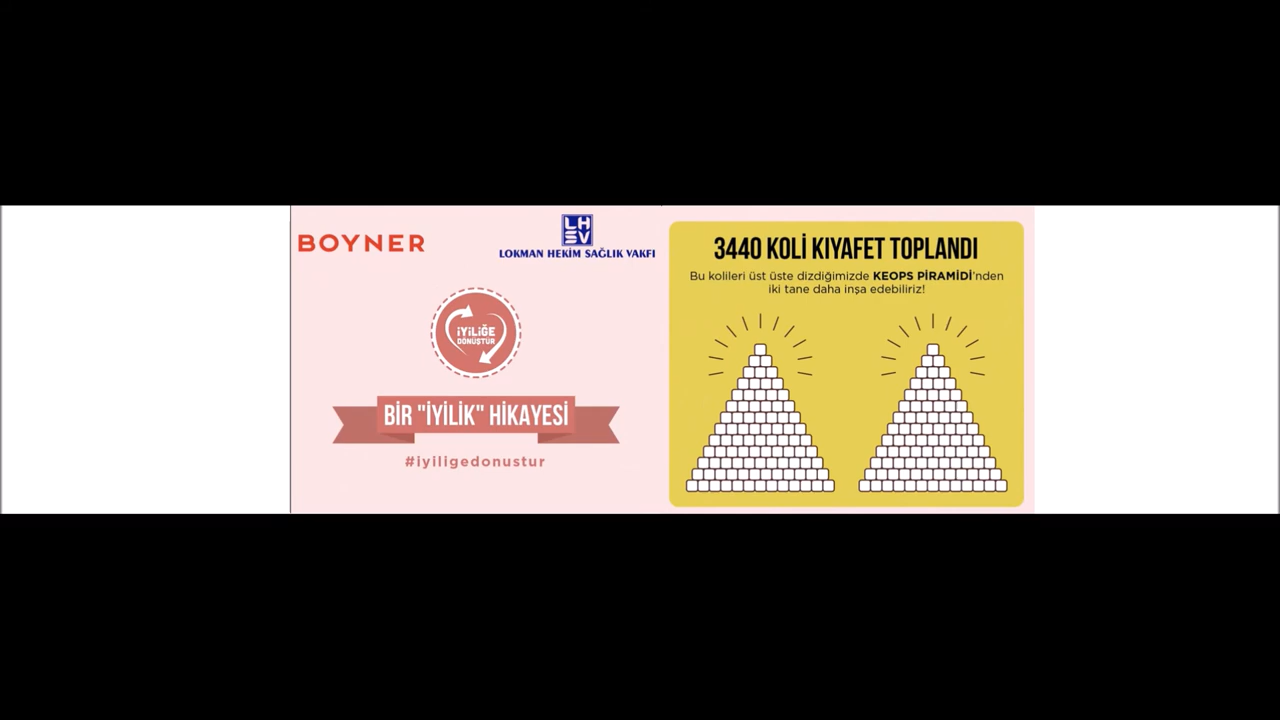 BOYNER
LHSV
LOKMAN HEKİM SAĞLIK VAKFI
İYİLİĞE
DÖNÜŞTÜR
BİR "İYİLİK" HİKAYESİ
#iyiligedonustur
3440 KOLİ KIYAFET TOPLANDI
Bu kolileri üst üste dizdiğimizde KEOPS PİRAMİDİ'nden
iki tane daha inşa edebiliriz!